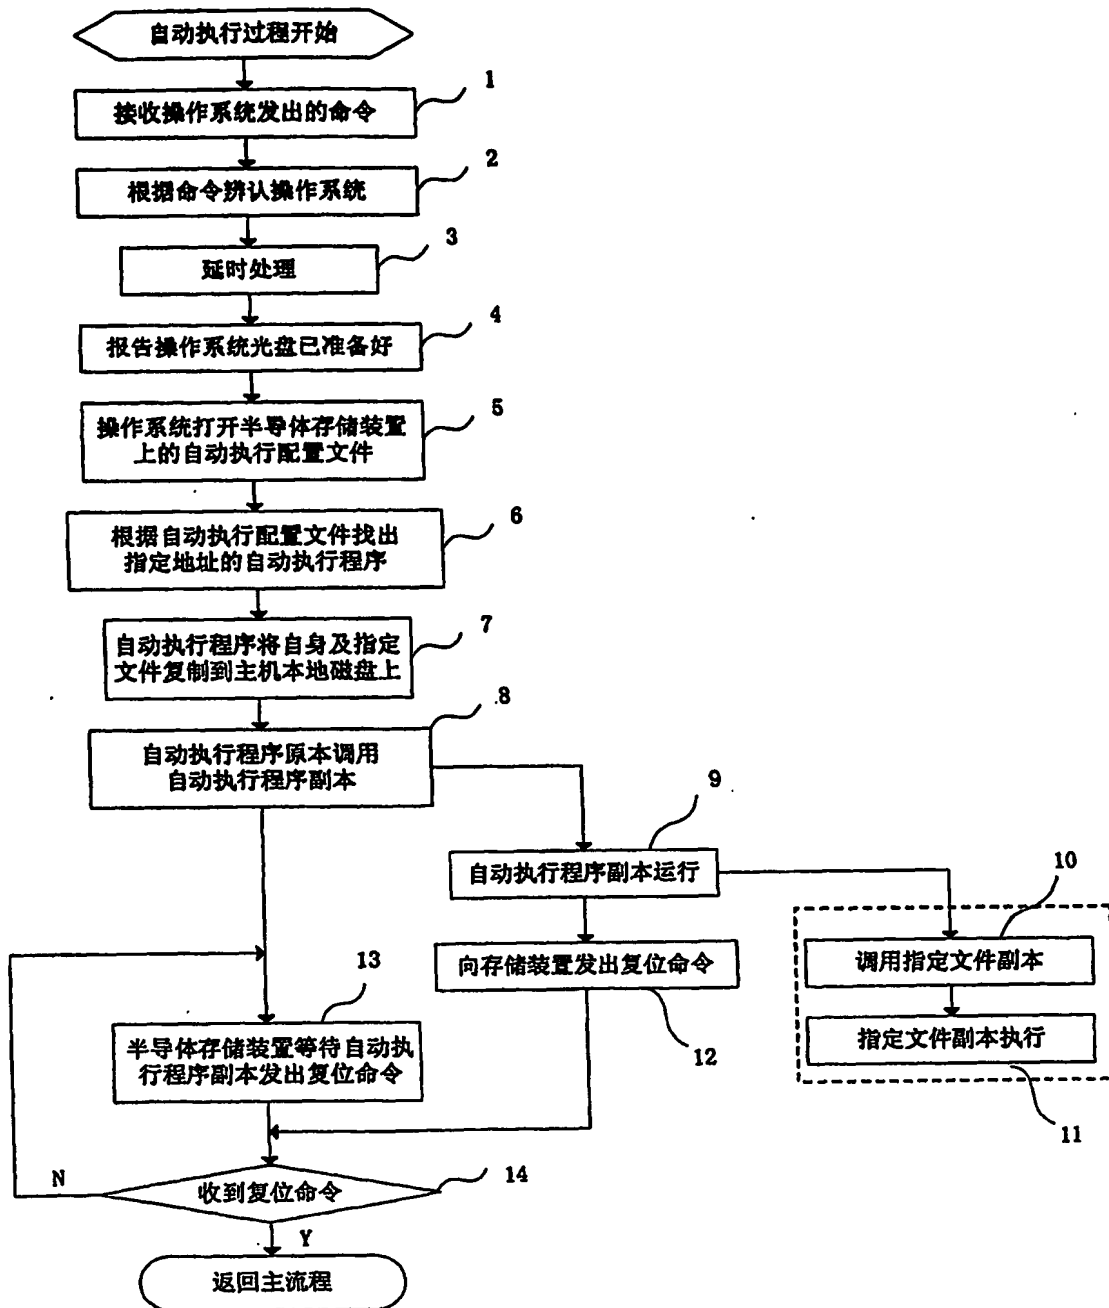 自动执行过程开始
1
接收操作系统发出的命令
2
根据命令辨认操作系统
3
延时处理
4
报告操作系统光盘已准备好
5
操作系统打开半导体存储装置
上的自动执行配置文件
6
根据自动执行配置文件找出
指定地址的自动执行程序
7
自动执行程序将自身及指定
文件复制到主机本地磁盘上
8
自动执行程序原本调用
自动执行程序副本
9
自动执行程序副本运行
10
调用指定文件副本
指定文件副本执行
11
向存储装置发出复位命令
12
13
半导体存储装置等待自动执
行程序副本发出复位命令
14
收到复位命令
N
Y
返回主流程